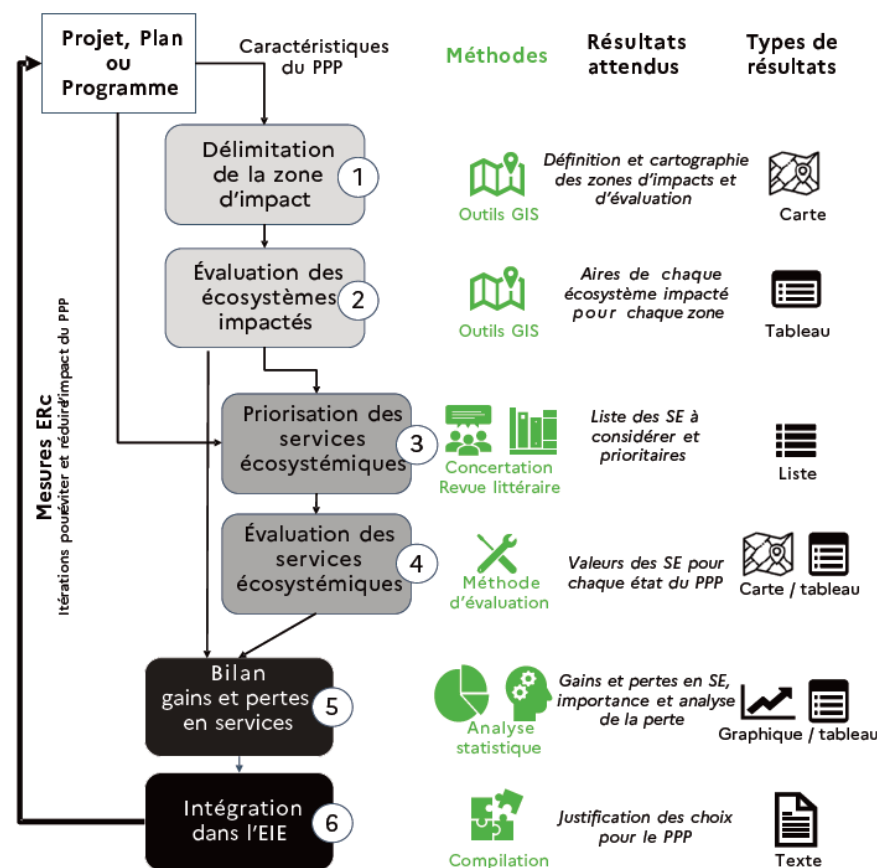 Projet, Plan
ou
Programme
Caractéristiques
du PPP
Méthodes
Résultats
attendus
Types de
résultats
Délimitation
de la zone
d'impact
1
Outils GIS
Définition et cartographie
des zones d'impacts et
d'évaluation
Carte
Évaluation des
écosystèmes
impactés
2
Outils GIS
Aires de chaque
écosystème impacté
pour chaque zone
Tableau
Mesures ERc
Itérations pouréviter et réduire l'impact du PPP
Priorisation des
services
écosystémiques
3
Concertation
Revue littéraire
Liste des SE à
considérer et
prioritaires
Liste
Évaluation des
services
écosystémiques
4
Méthode
d'évaluation
Valeurs des SE pour
chaque état du PPP
Carte / tableau
Bilan
gains et pertes
en services
5
Analyse
statistique
Gains et pertes en SE,
importance et analyse
de la perte
Graphique / tableau
Intégration
dans l'EIE
6
Compilation
Justification des choix
pour le PPP
Texte